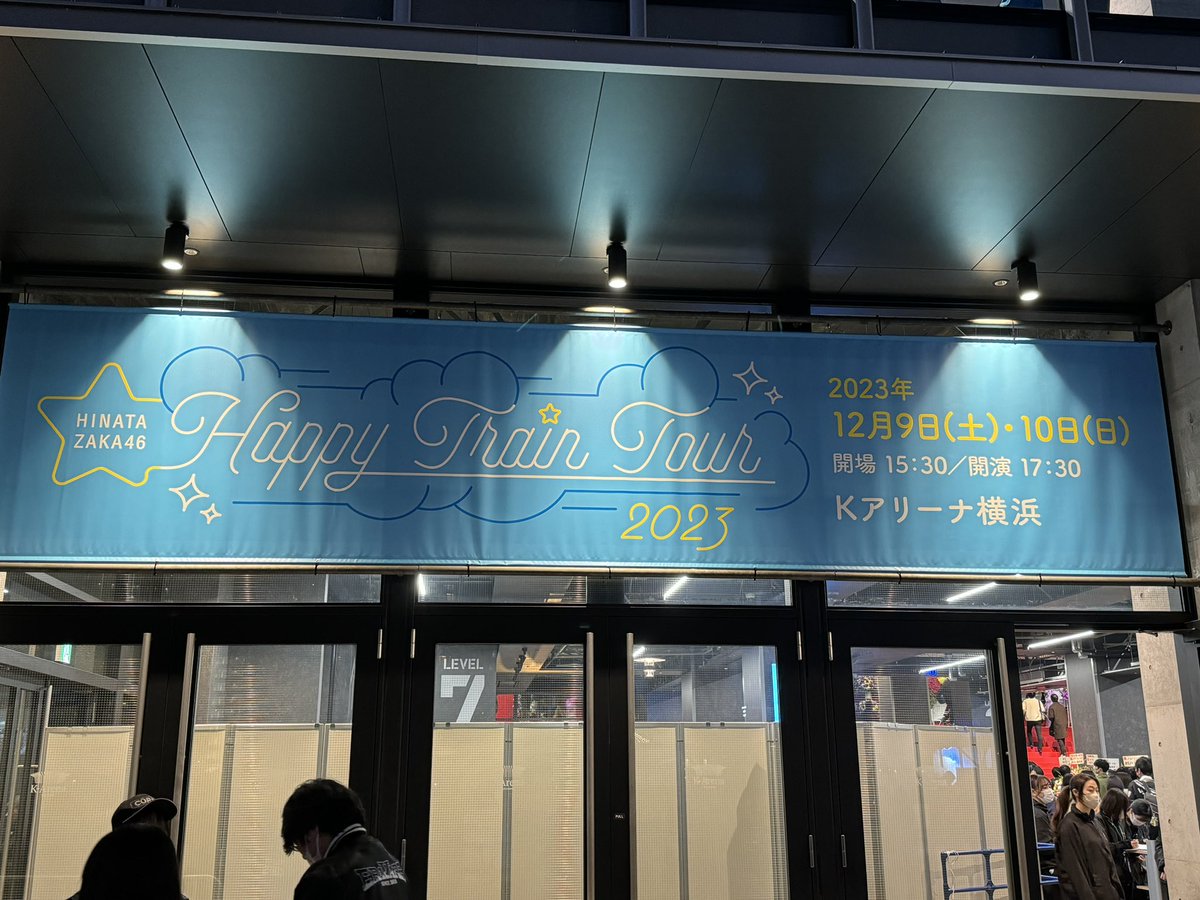 HINATA
ZAKA46
Happy Train Tour
2023
2023年
12月9日(土)・10日(日)
開場 15:30/開演 17:30
Kアリーナ横浜
LEVEL
7
PULL